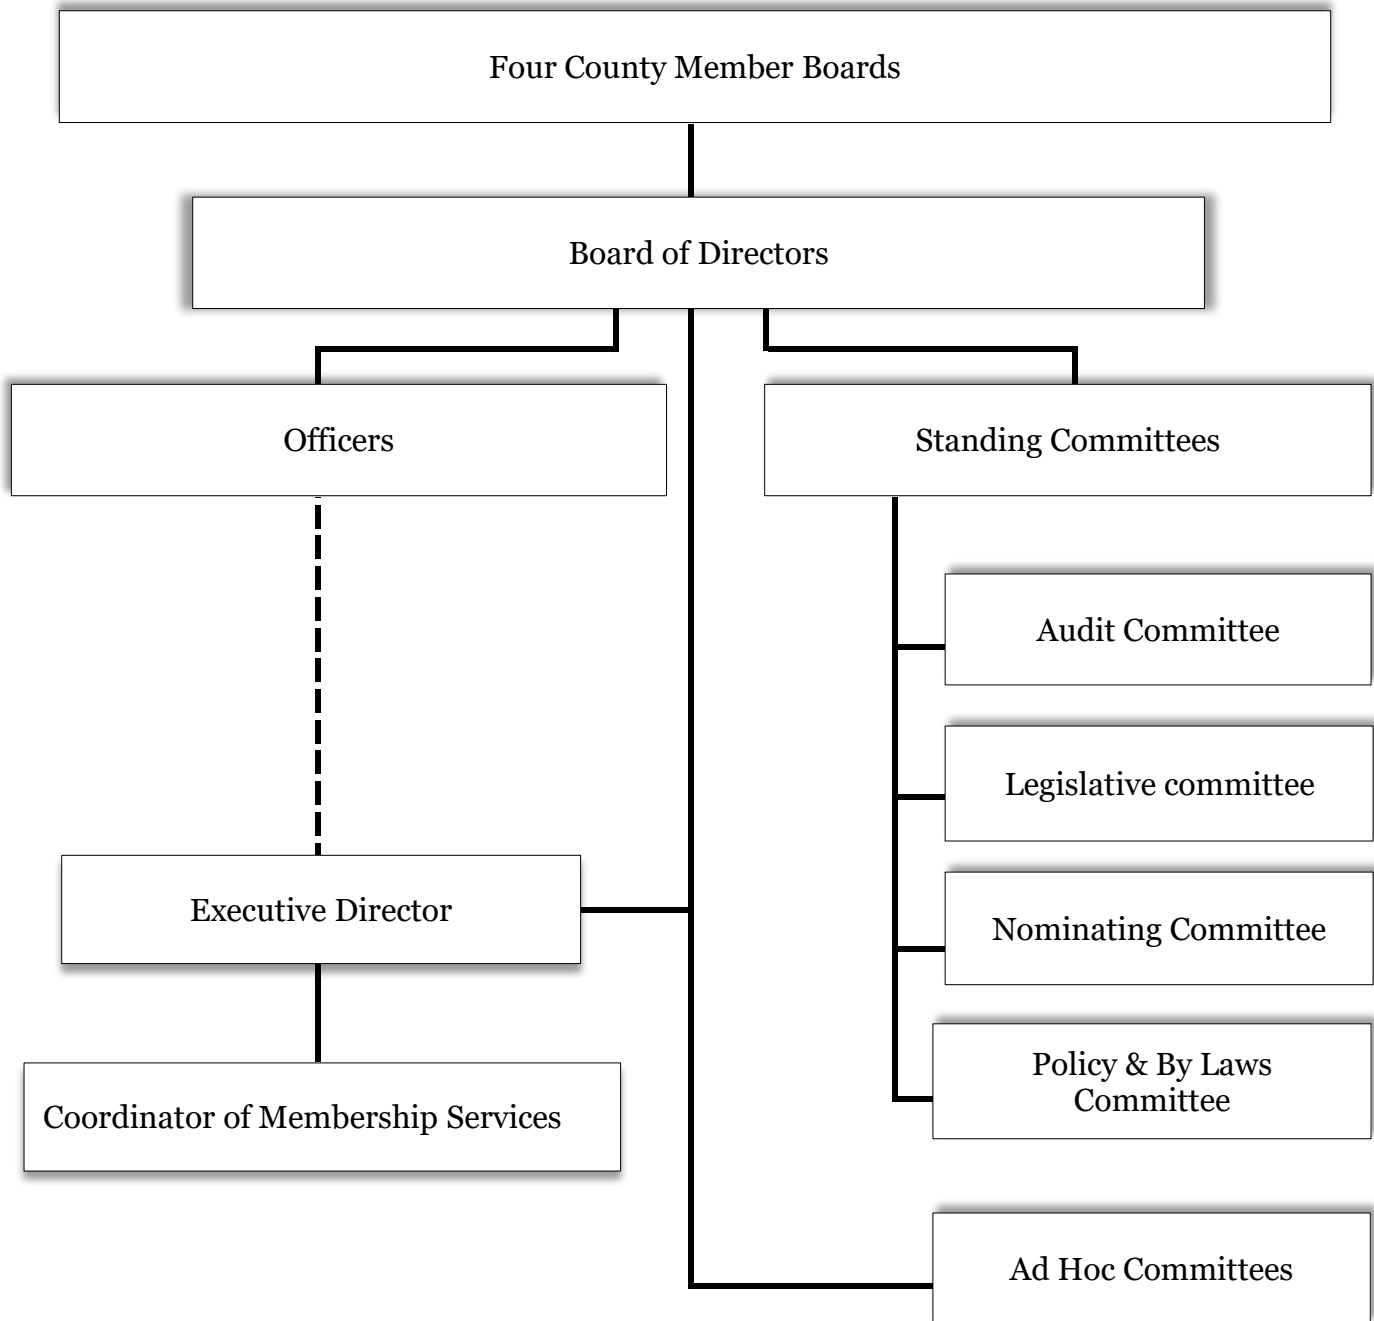 Four County Member Boards
Board of Directors
Officers
Standing Committees
Audit Committee
Legislative committee
Executive Director
Nominating Committee
Policy & By Laws
Committee
Coordinator of Membership Services
Ad Hoc Committees